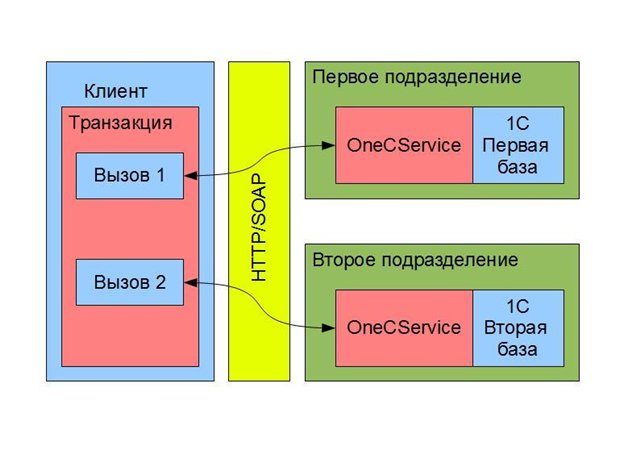 Клиент
Транзакция
Вызов 1
Вызов 2
HTTP/SOAP
Первое подразделение
OneCService
1С
Первая
база
Второе подразделение
OneCService
1С
Вторая
база